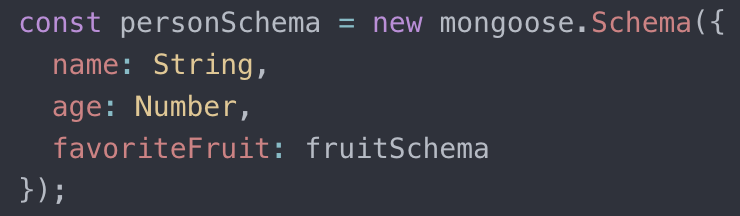 const personSchema = new mongoose.Schema({
  name: String,
  age: Number,
  favoriteFruit: fruitSchema
});